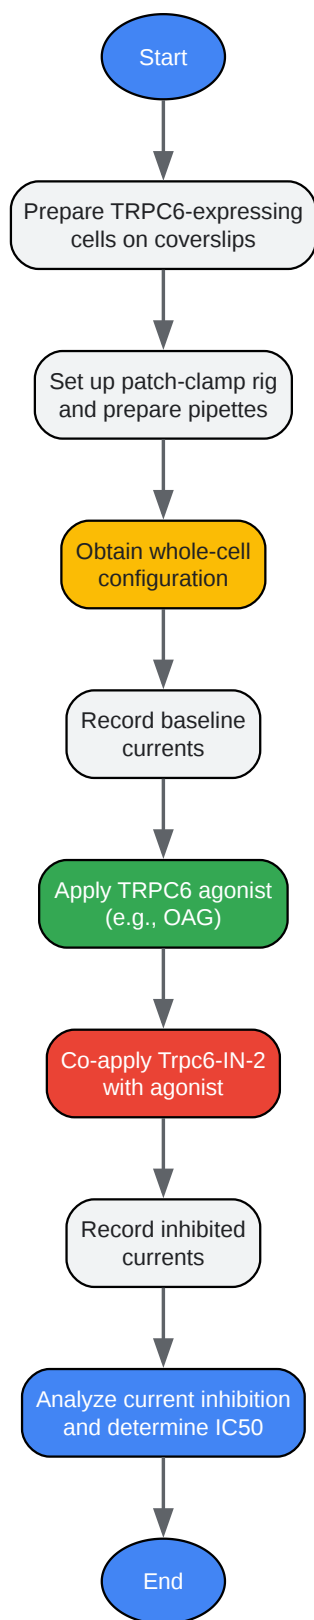 Start
Prepare TRPC6-expressing
cells on coverslips
Set up patch-clamp rig
and prepare pipettes
Obtain whole-cell
configuration
Record baseline
currents
Apply TRPC6 agonist
(e.g., OAG)
Co-apply Trpc6-IN-2
with agonist
Record inhibited
currents
Analyze current inhibition
and determine IC50
End